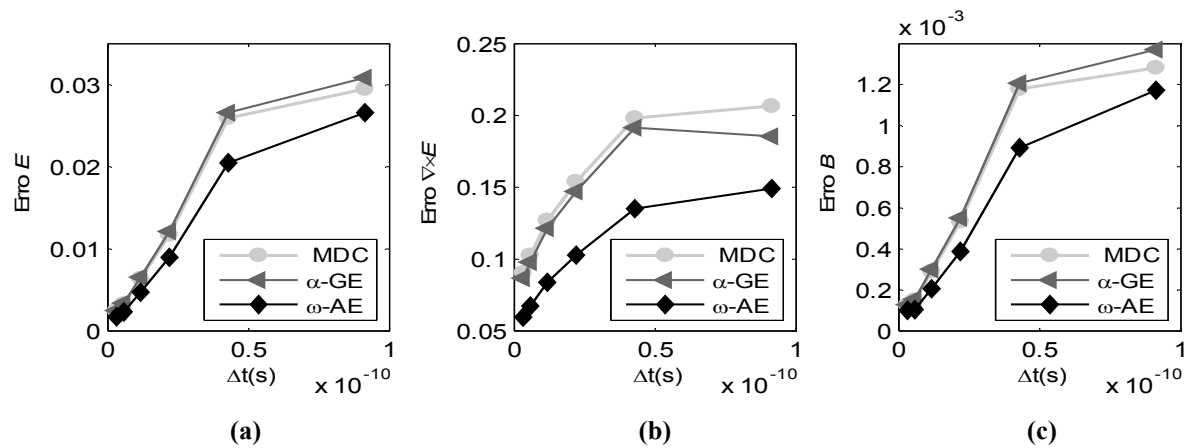 Erro E
0.03
0.02
0.01
0
MDC
α-GE
ω-AE
0 0.5 1
Δt(s)
x 10⁻¹⁰
(a)
Erro ∇×E
0.25
0.2
0.15
0.1
0.05
MDC
α-GE
ω-AE
0 0.5 1
Δt(s)
x 10⁻¹⁰
(b)
x 10⁻³
Erro B
1.2
1
0.8
0.6
0.4
0.2
0
MDC
α-GE
ω-AE
0 0.5 1
Δt(s)
x 10⁻¹⁰
(c)